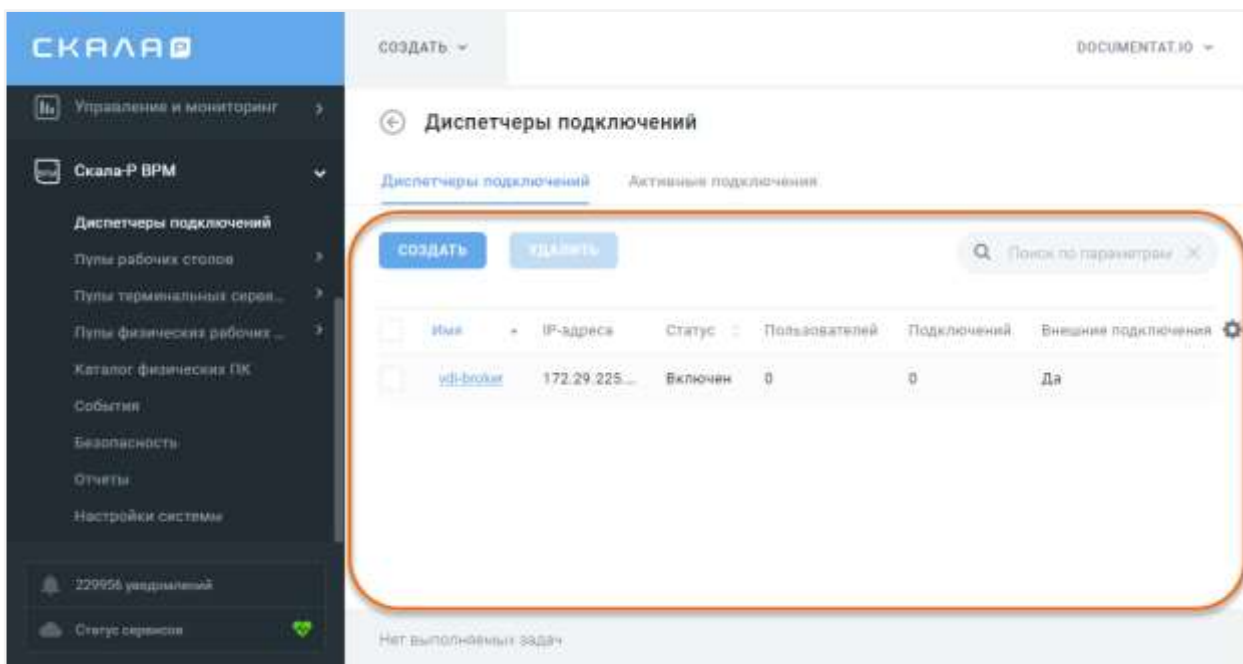 СКАЛА Р
СОЗДАТЬ
DOCUMENTAT.IO
Управление и мониторинг
Скала-Р ВРМ
Диспетчеры подключений
Пулы рабочих столов
Пулы терминальных серве...
Пулы физических рабочих ...
Каталог физических ПК
События
Безопасность
Отчеты
Настройки системы
229956 уведомлений
Статус сервисов
Диспетчеры подключений
Диспетчеры подключений Активные подключения
СОЗДАТЬ УДАЛИТЬ Поиск по параметрам
Имя IP-адреса Статус Пользователей Подключений Внешние подключения
vdi-broker 172.29.225... Включен 0 0 Да
Нет выполняемых задач